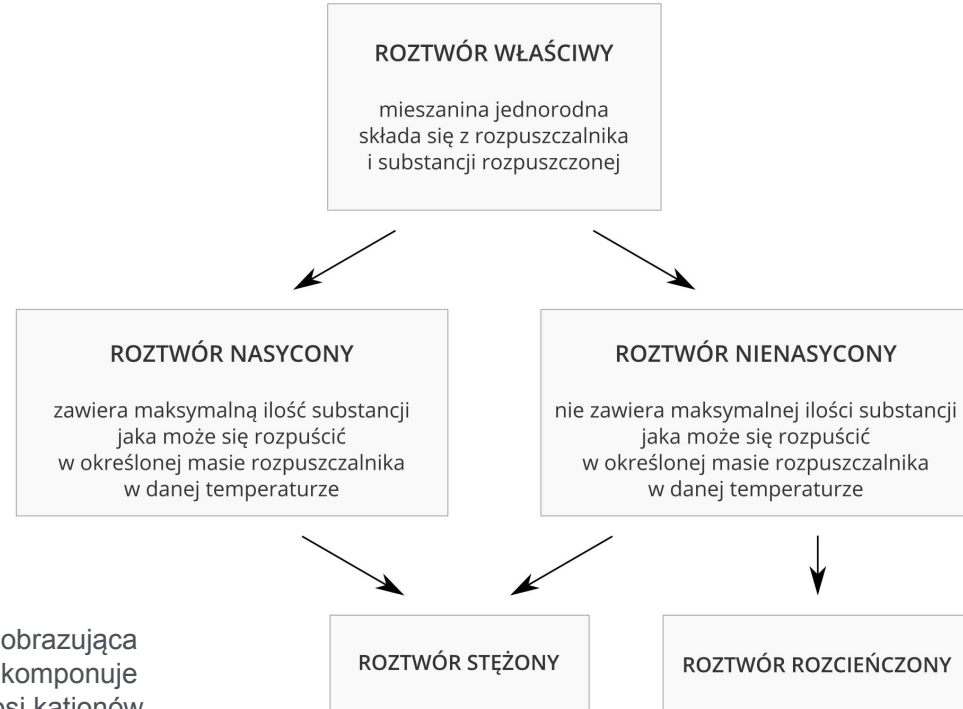 ROZTWÓR WŁAŚCIWY
mieszanina jednorodna
składa się z rozpuszczalnika
i substancji rozpuszczonej
ROZTWÓR NASYCONY
zawiera maksymalną ilość substancji
jaka może się rozpuścić
w określonej masie rozpuszczalnika
w danej temperaturze
ROZTWÓR NIENASYCONY
nie zawiera maksymalnej ilości substancji
jaka może się rozpuścić
w określonej masie rozpuszczalnika
w danej temperaturze
obrazująca
komponuje
kationów
ROZTWÓR STĘŻONY
ROZTWÓR ROZCIEŃCZONY